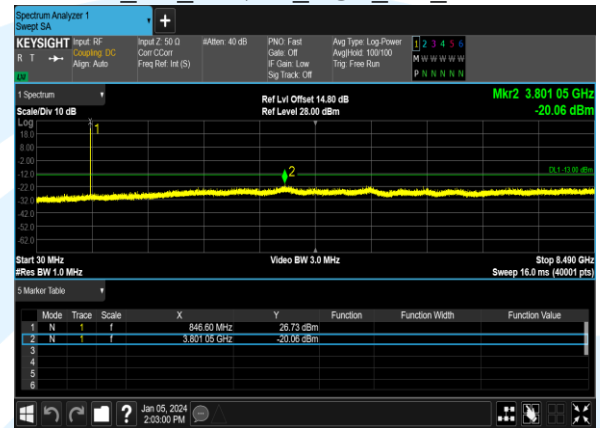 Spectrum Analyzer 1
Swept SA
KEYSIGHT
R T
Input: RF
Coupling: DC
Align: Auto
Input Z: 50 Ω
Corr CCorr
Freq Ref: Int (S)
#Atten: 40 dB
PNO: Fast
Gate: Off
IF Gain: Low
Sig Track: Off
Avg Type: Log-Power
Avg|Hold: 100/100
Trig: Free Run
1 2 3 4 5 6
M W W W W W
P N N N N N
1 Spectrum
Scale/Div 10 dB
Ref Lvl Offset 14.80 dB
Ref Level 28.00 dBm
Mkr2 3.801 05 GHz
-20.06 dBm
Log
18.0
8.00
-2.00
-12.0
-22.0
-32.0
-42.0
-52.0
-62.0
1
2
DL1 -13.00 dBm
Start 30 MHz
#Res BW 1.0 MHz
Video BW 3.0 MHz
Stop 8.490 GHz
Sweep 16.0 ms (40001 pts)
5 Marker Table
Mode Trace Scale X Y Function Function Width Function Value
1 N 1 f 846.60 MHz 26.73 dBm
2 N 1 f 3.801 05 GHz -20.06 dBm
3
4
5
6
?
Jan 05, 2024
2:03:00 PM